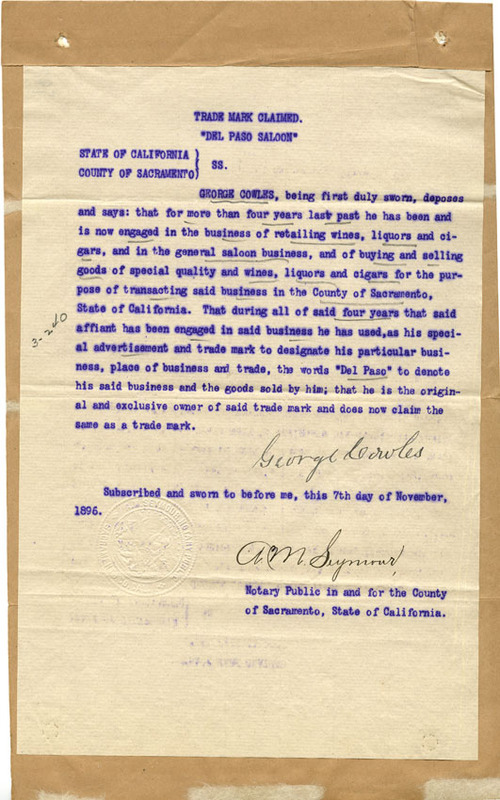 TRADE MARK CLAIMED.
"DEL PASO SALOON"
STATE OF CALIFORNIA )
SS.
COUNTY OF SACRAMENTO)
GEORGE COWLES, being first duly sworn, deposes
and says: that for more than four years last past he has been and
is now engaged in the business of retailing wines, liquors and ci-
gars, and in the general saloon business, and of buying and selling
goods of special quality and wines, liquors and cigars for the pur-
pose of transacting said business in the County of Sacramento,
State of California. That during all of said four years that said
affiant has been engaged in said business he has used,as his speci-
al advertisement and trade mark to designate his particular busi-
ness, place of business and trade, the words "Del Paso" to denote
his said business and the goods sold by him; that he is the origin-
al and exclusive owner of said trade mark and does now claim the
same as a trade mark.
3-240
George Cowles
Subscribed and sworn to before me, this 7th day of November,
1896.
A. M. Seymour,
Notary Public in and for the County
of Sacramento, State of California.